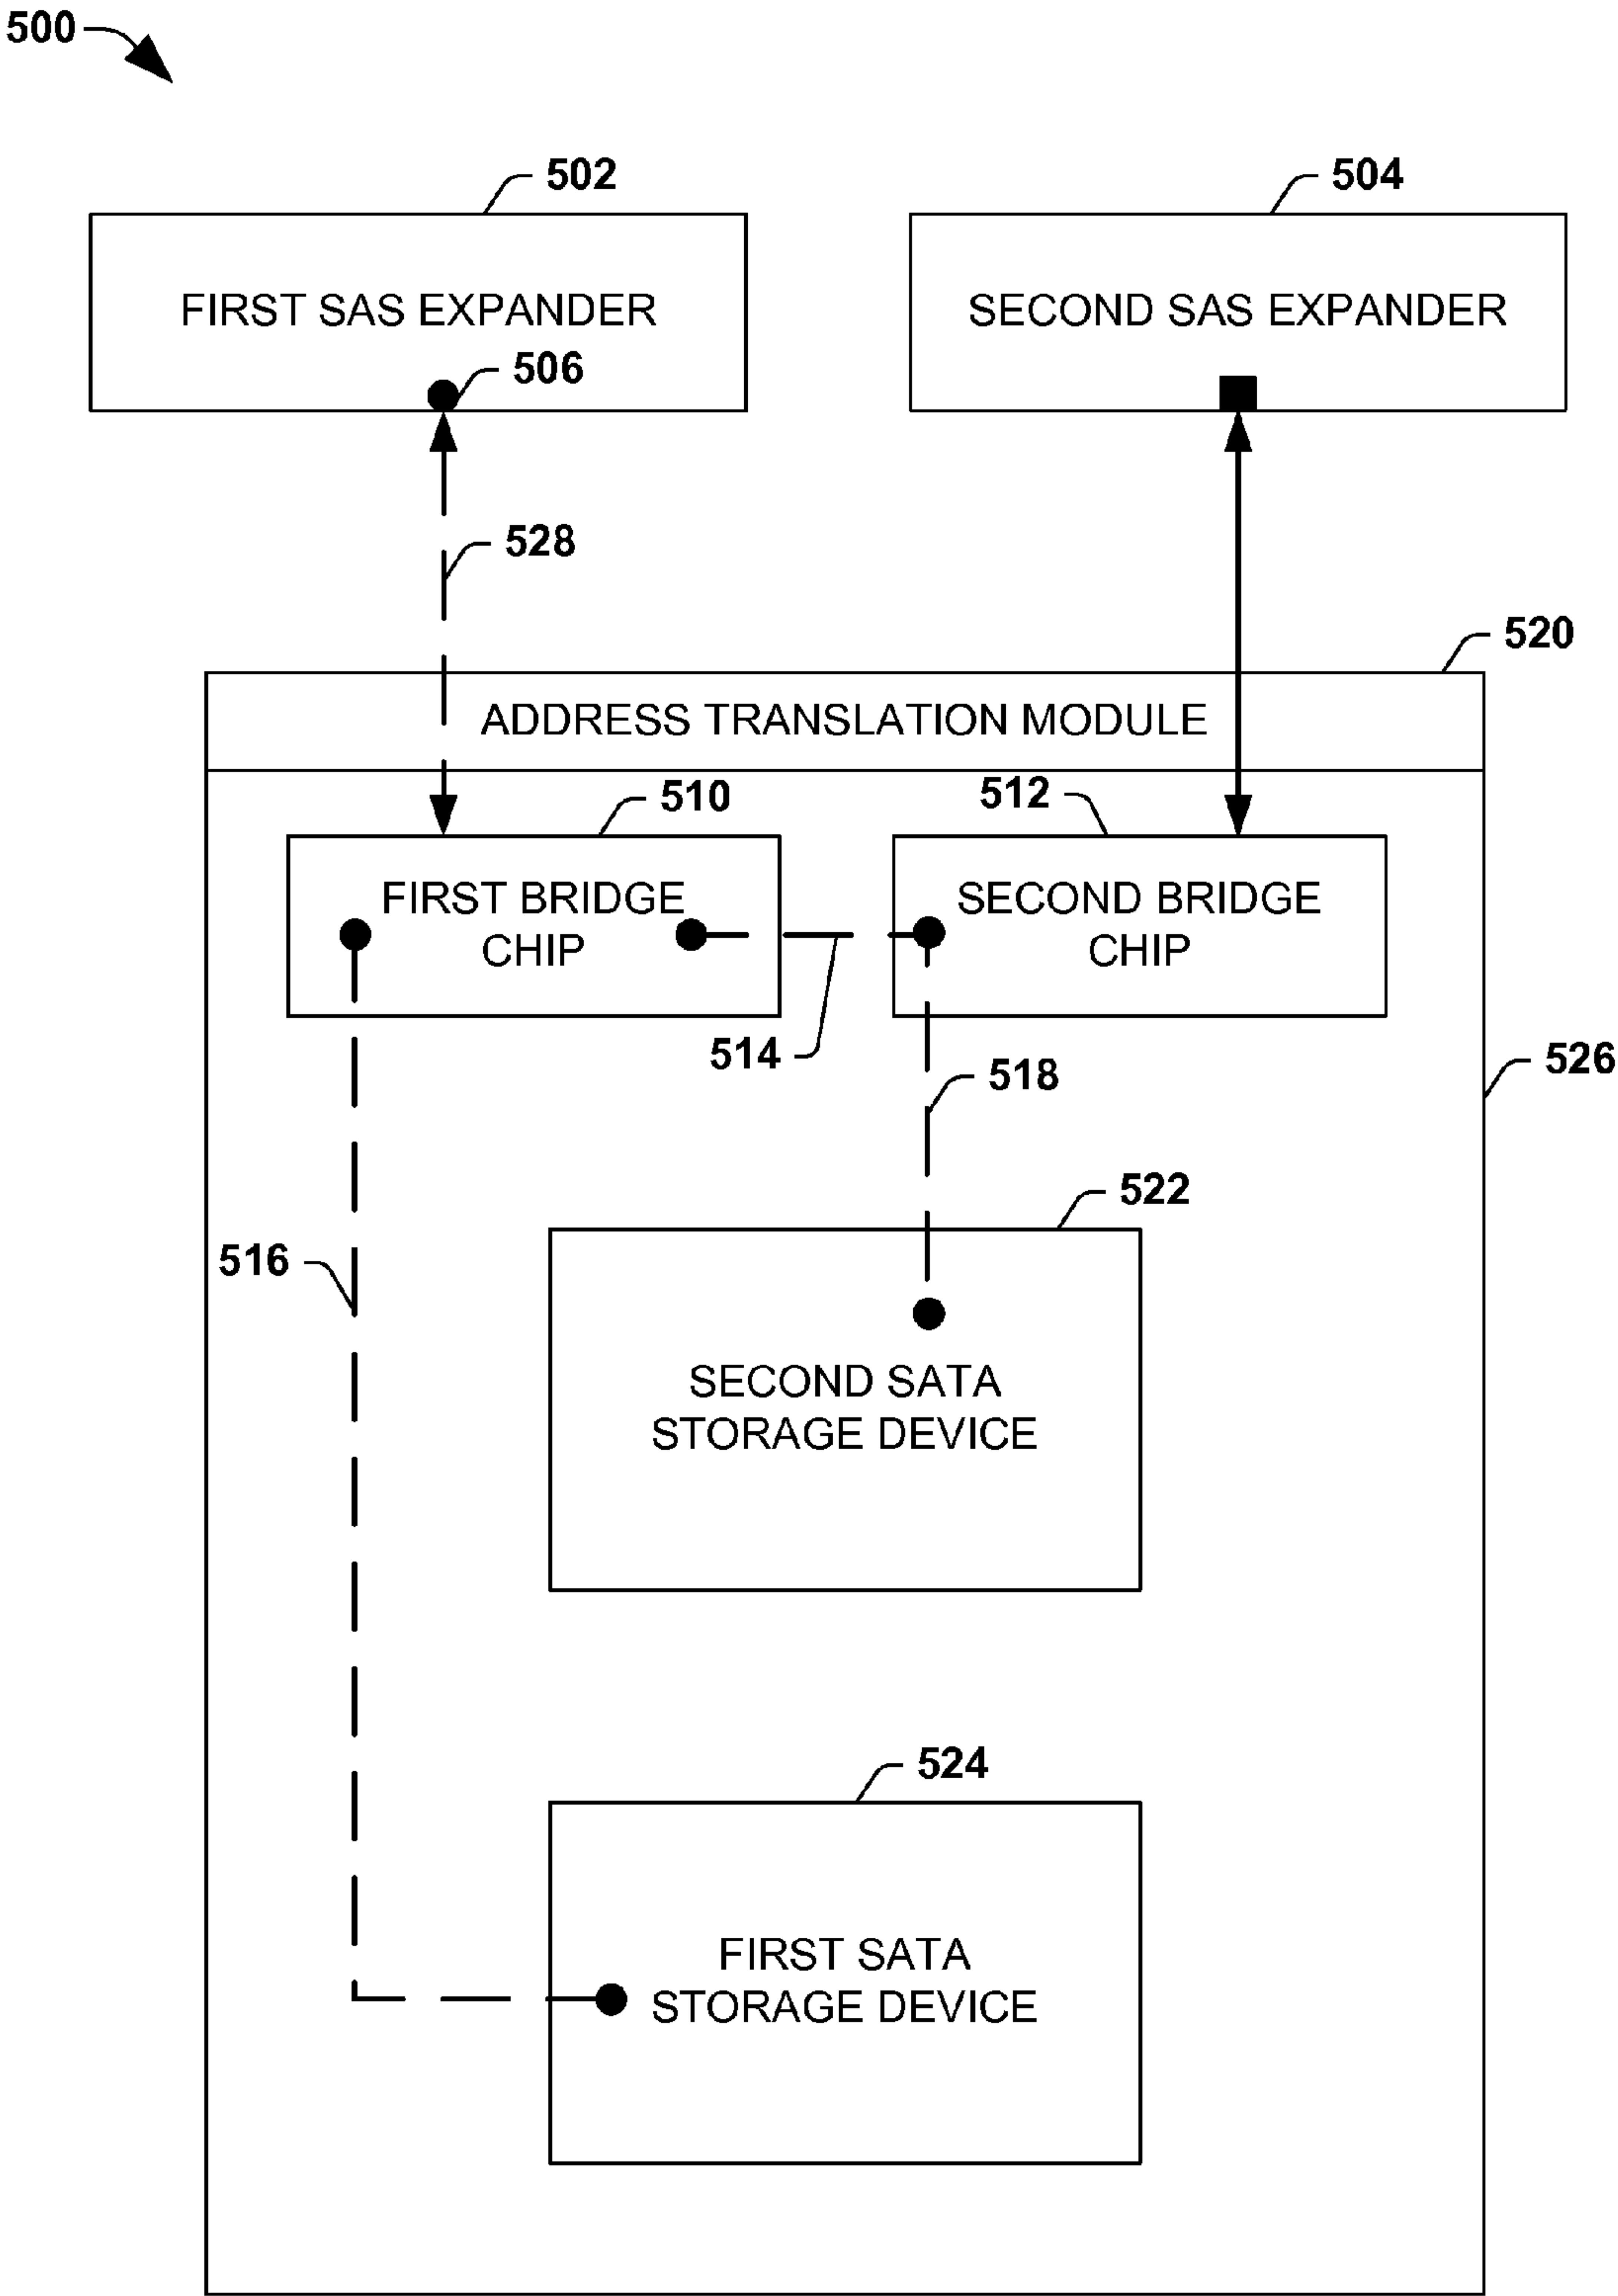 500
502
504
FIRST SAS EXPANDER
SECOND SAS EXPANDER
506
528
520
ADDRESS TRANSLATION MODULE
510
512
FIRST BRIDGE
CHIP
SECOND BRIDGE
CHIP
514
518
526
522
516
SECOND SATA
STORAGE DEVICE
524
FIRST SATA
STORAGE DEVICE